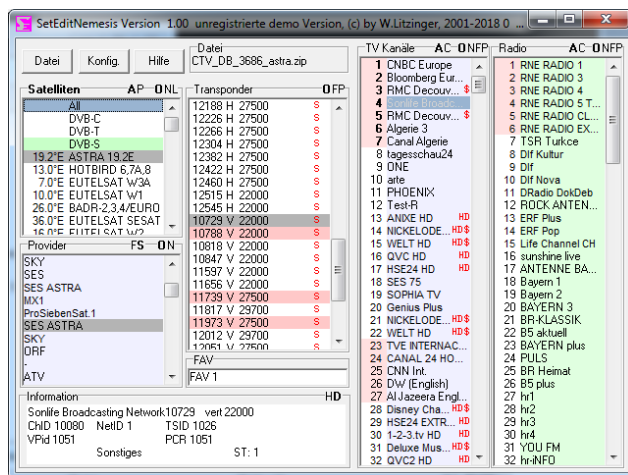 SetEditNemesis Version 1.00 unregistrierte demo Version, (c) by W.Litzinger, 2001-2018 0 ...
Datei Konfig. Hilfe
Datei
CTV_DB_3686_astra.zip
Satelliten AP ONL
All
DVB-C
DVB-T
DVB-S
19.2°E ASTRA 19.2E
13.0°E HOTBIRD 6,7A,8
7.0°E EUTELSAT W3A
10.0°E EUTELSAT W1
26.0°E BADR-2,3,4/EURO
36.0°E EUTELSAT SESAT
16.0°E EUTELSAT W2
Provider FS ON
SKY
SES
SES ASTRA
MX1
ProSiebenSat.1
SES ASTRA
SKY
ORF
-
ATV
Transponder OFP
12188 H 27500 S
12226 H 27500 S
12266 H 27500 S
12304 H 27500 S
12382 H 27500 S
12422 H 27500 S
12460 H 27500 S
12515 H 22000 S
12545 H 22000 S
10729 V 22000 S
10788 V 22000 S
10818 V 22000 S
10847 V 22000 S
11597 V 22000 S
11656 V 22000 S
11739 V 27500 S
11817 V 29700 S
11973 V 27500 S
12012 V 29700 S
12051 V 27500 S
FAV
FAV 1
TV Kanäle AC ONFP
1 CNBC Europe
2 Bloomberg Eur...
3 RMC Decouv... $
4 Sonlife Broadc...
5 RMC Decouv... $
6 Algerie 3
7 Canal Algerie
8 tagesschau24
9 ONE
10 arte
11 PHOENIX
12 Test-R
13 ANIXE HD HD
14 NICKELODE... HD$
15 WELT HD HD$
16 QVC HD HD
17 HSE24 HD HD
18 SES 75
19 SOPHIA TV
20 Genius Plus
21 NICKELODE... HD$
22 WELT HD HD$
23 TVE INTERNAC...
24 CANAL 24 HO...
25 CNN Int.
26 DW (English)
27 Al Jazeera Engl...
28 Disney Cha... HD$
29 HSE24 EXTR... HD
30 1-2-3.tv HD HD
31 Deluxe Mus... HD$
32 QVC2 HD HD
Radio AC ONFP
1 RNE RADIO 1
2 RNE RADIO 3
3 RNE RADIO 4
4 RNE RADIO 5 T...
5 RNE RADIO CL...
6 RNE RADIO EX...
7 TSR Turkce
8 Dlf Kultur
9 Dlf
10 Dlf Nova
11 DRadio DokDeb
12 ROCK ANTEN...
13 ERF Plus
14 ERF Pop
15 Life Channel CH
16 sunshine live
17 ANTENNE BA...
18 Bayern 1
19 Bayern 2
20 BAYERN 3
21 BR-KLASSIK
22 B5 aktuell
23 BAYERN plus
24 PULS
25 BR Heimat
26 B5 plus
27 hr1
28 hr2
29 hr3
30 hr4
31 YOU FM
32 hr-iNFO
Information HD
Sonlife Broadcasting Network 10729 vert 22000
ChID 10080 NetID 1 TSID 1026
VPid 1051 PCR 1051
Sonstiges ST: 1